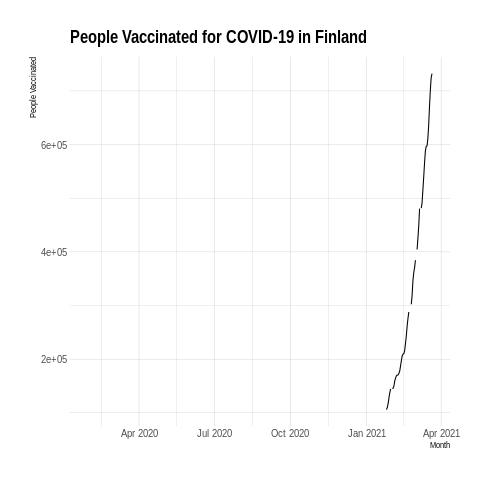 People Vaccinated for COVID-19 in Finland
People Vaccinated
6e+05
4e+05
2e+05
Apr 2020 Jul 2020 Oct 2020 Jan 2021 Apr 2021
Month